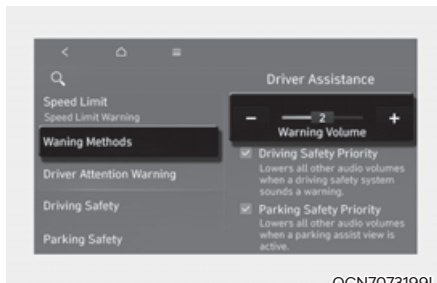 Driver Assistance
Speed Limit
Speed Limit Warning
Waning Methods
Driver Attention Warning
Driving Safety
Parking Safety
− 2 +
Warning Volume
Driving Safety Priority
Lowers all other audio volumes
when a driving safety system
sounds a warning.
Parking Safety Priority
Lowers all other audio volumes
when a parking assist view is
active.